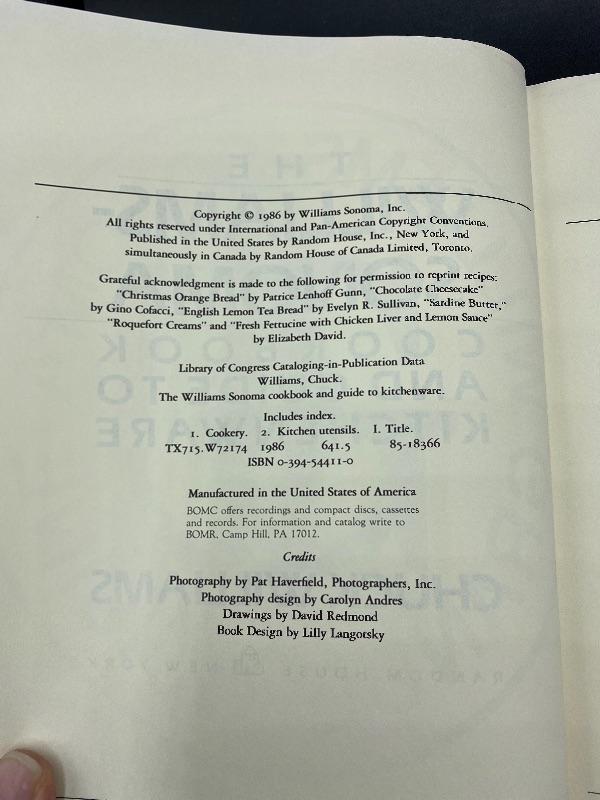 Copyright © 1986 by Williams Sonoma, Inc.
All rights reserved under International and Pan-American Copyright Conventions.
Published in the United States by Random House, Inc., New York, and
simultaneously in Canada by Random House of Canada Limited, Toronto.
Grateful acknowledgment is made to the following for permission to reprint recipes:
"Christmas Orange Bread" by Patrice Lenhoff Gunn, "Chocolate Cheesecake"
by Gino Cofacci, "English Lemon Tea Bread" by Evelyn R. Sullivan, "Sardine Butter,"
"Roquefort Creams" and "Fresh Fettucine with Chicken Liver and Lemon Sauce"
by Elizabeth David.
Library of Congress Cataloging-in-Publication Data
Williams, Chuck.
The Williams Sonoma cookbook and guide to kitchenware.
Includes index.
1. Cookery. 2. Kitchen utensils. I. Title.
TX715.W72174 1986 641.5 85-18366
ISBN 0-394-54411-0
Manufactured in the United States of America
BOMC offers recordings and compact discs, cassettes
and records. For information and catalog write to
BOMR, Camp Hill, PA 17012.
Credits
Photography by Pat Haverfield, Photographers, Inc.
Photography design by Carolyn Andres
Drawings by David Redmond
Book Design by Lilly Langotsky